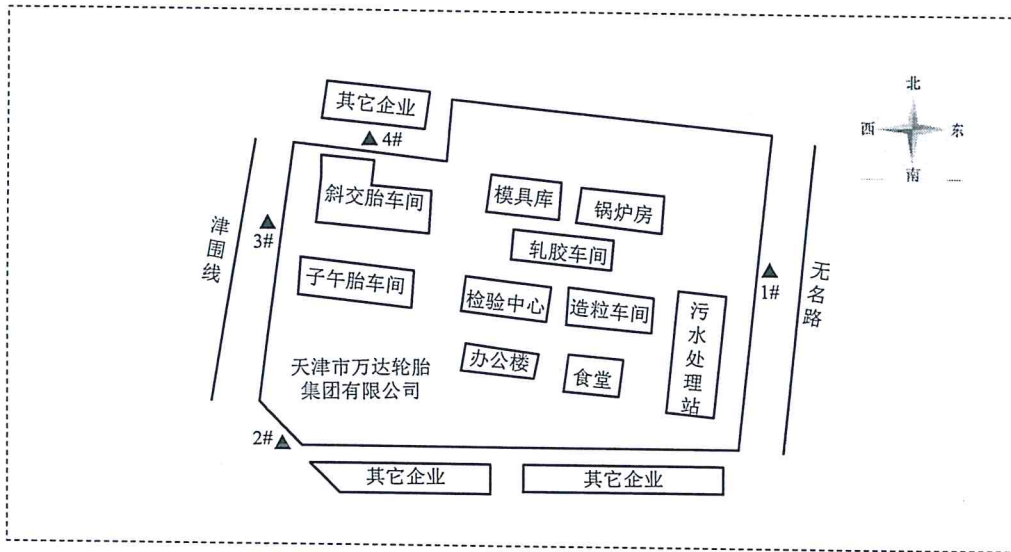 北
西
东
南
其它企业
4#
斜交胎车间
模具库
锅炉房
津围线
3#
轧胶车间
子午胎车间
1#
无名路
检验中心
造粒车间
污水处理站
办公楼
食堂
天津市万达轮胎
集团有限公司
2#
其它企业
其它企业